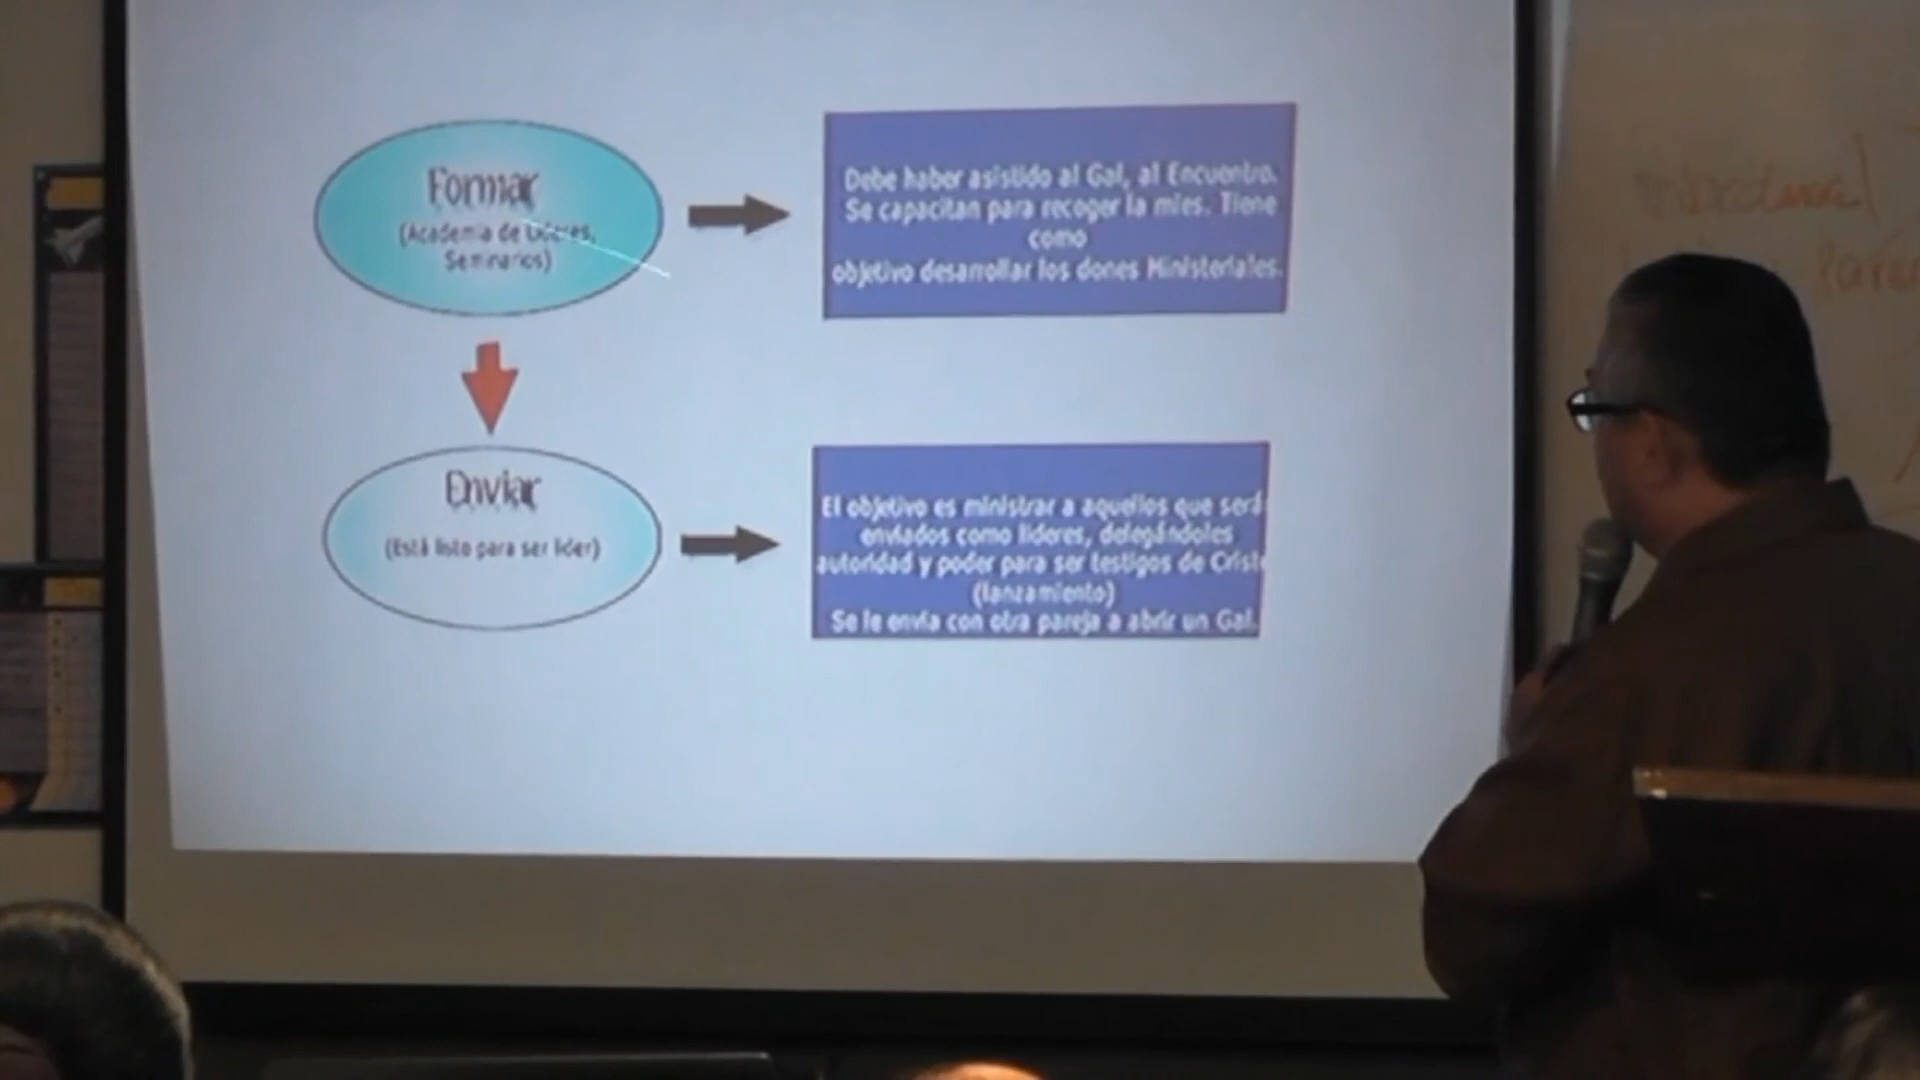 Formar
(Academia de Líderes,
Seminarios)
Debe haber asistido al Gal, al Encuentro.
Se capacitan para recoger la mies. Tiene
como
objetivo desarrollar los dones Ministeriales.
Enviar
(Está listo para ser líder)
El objetivo es ministrar a aquellos que será
enviados como líderes, delegándoles
autoridad y poder para ser testigos de Crist
(lanzamiento)
Se le envía con otra pareja a abrir un Gal.